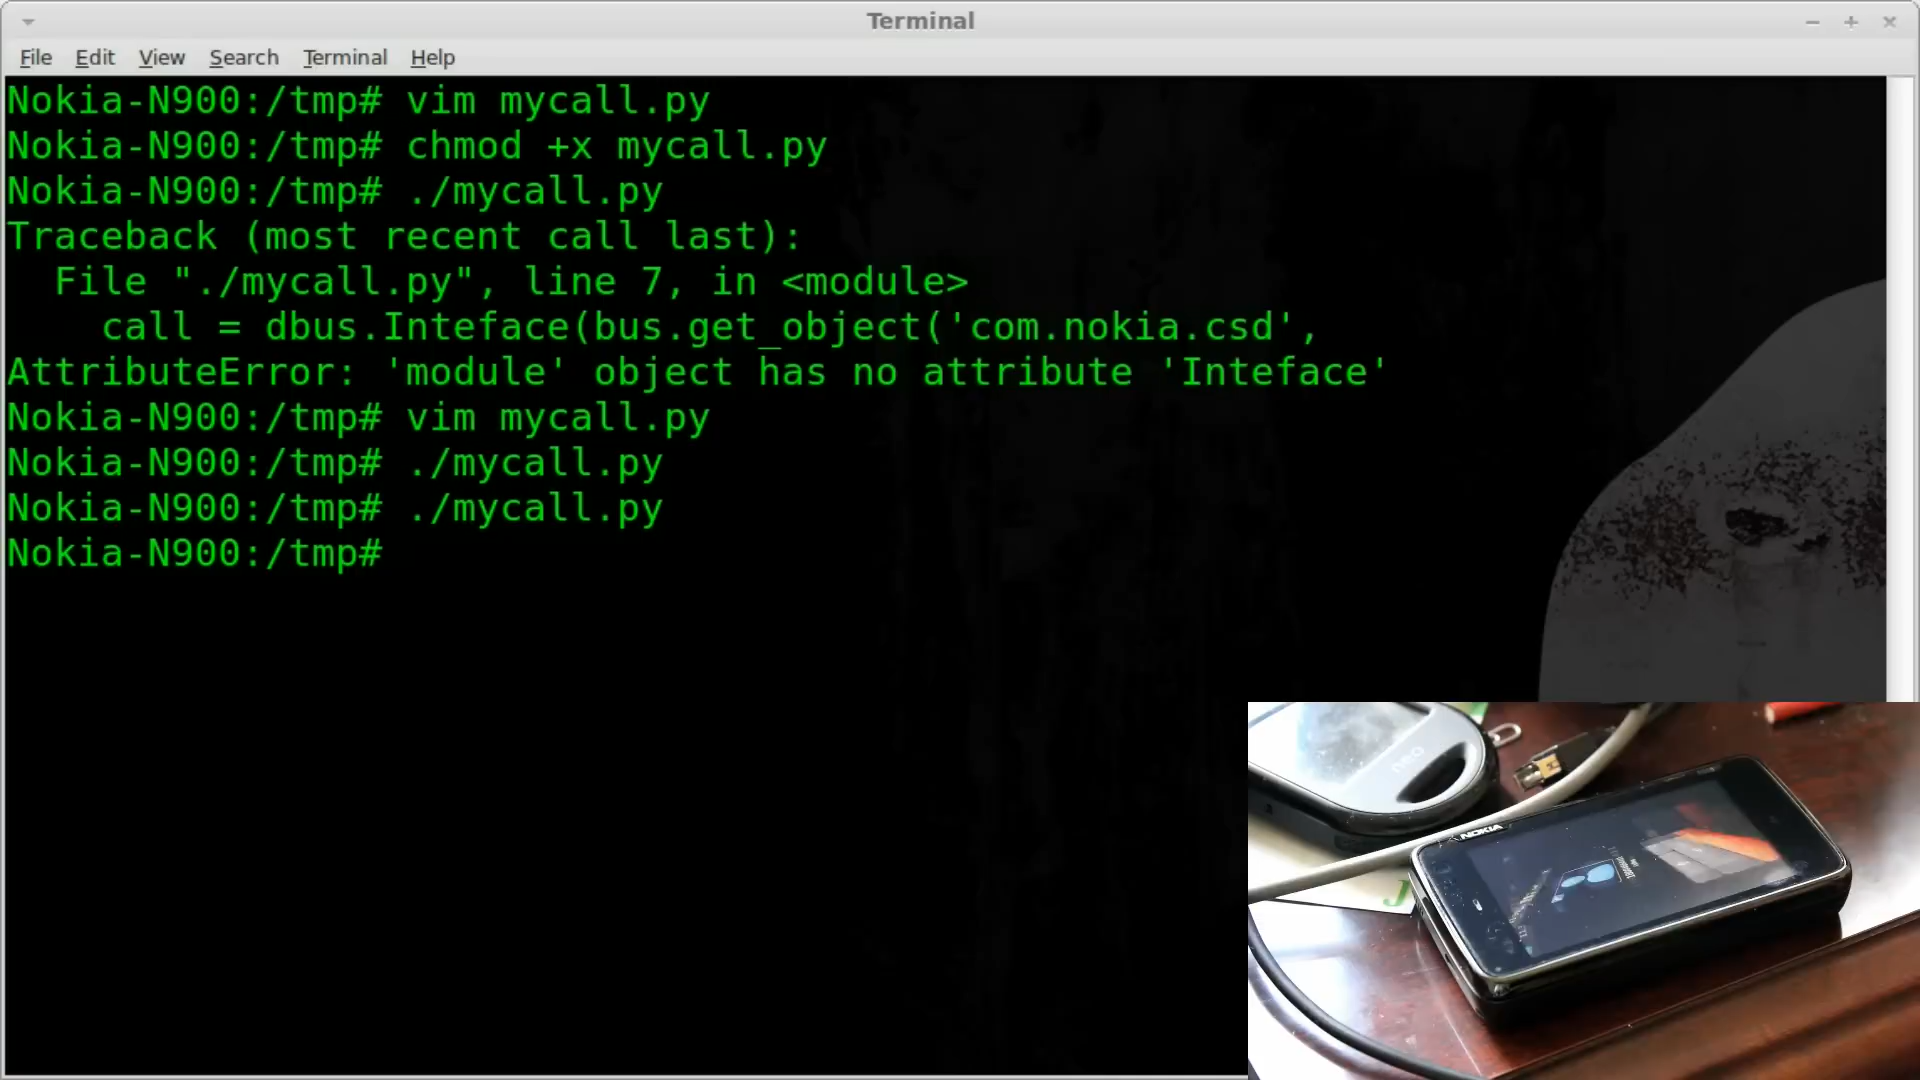 Terminal
File Edit View Search Terminal Help
Nokia-N900:/tmp# vim mycall.py
Nokia-N900:/tmp# chmod +x mycall.py
Nokia-N900:/tmp# ./mycall.py
Traceback (most recent call last):
  File "./mycall.py", line 7, in <module>
    call = dbus.Inteface(bus.get_object('com.nokia.csd',
AttributeError: 'module' object has no attribute 'Inteface'
Nokia-N900:/tmp# vim mycall.py
Nokia-N900:/tmp# ./mycall.py
Nokia-N900:/tmp# ./mycall.py
Nokia-N900:/tmp#
neo
NOKIA
J